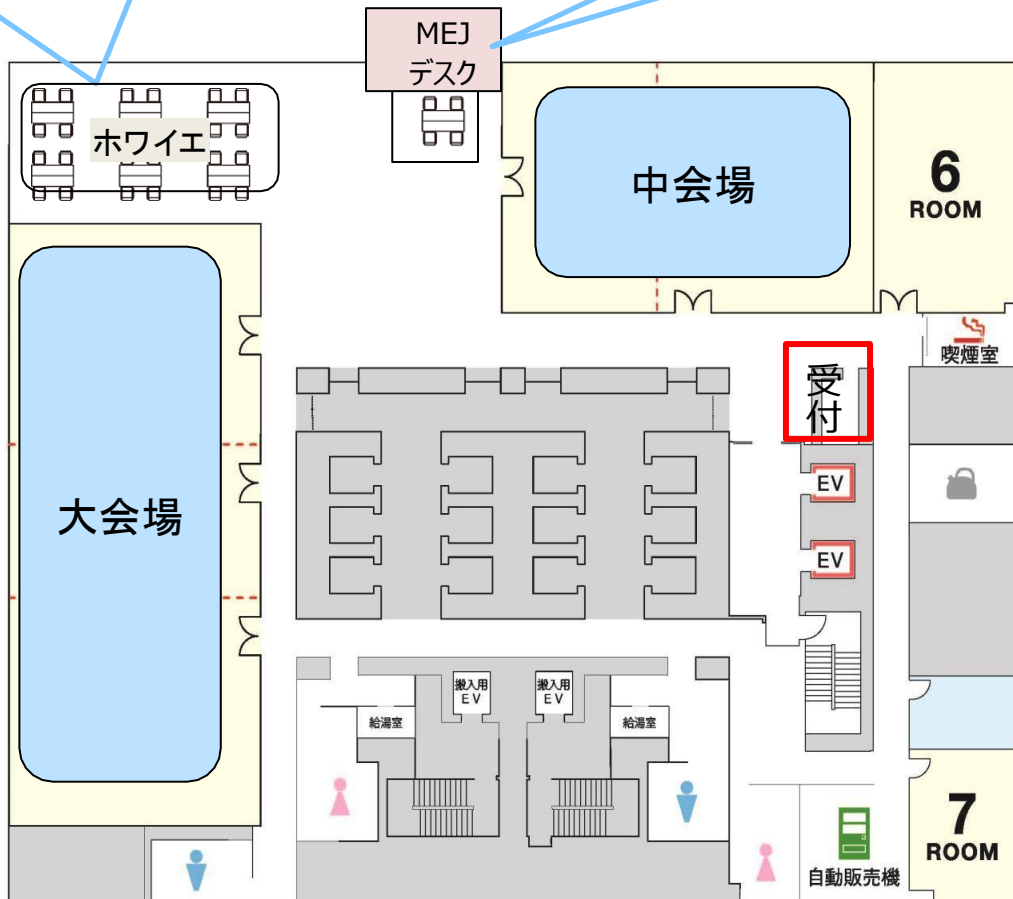 MEJ
デスク
ホワイエ
中会場
6
ROOM
喫煙室
受
付
大会場
EV
EV
搬入用
EV
搬入用
EV
給湯室
給湯室
7
ROOM
自動販売機